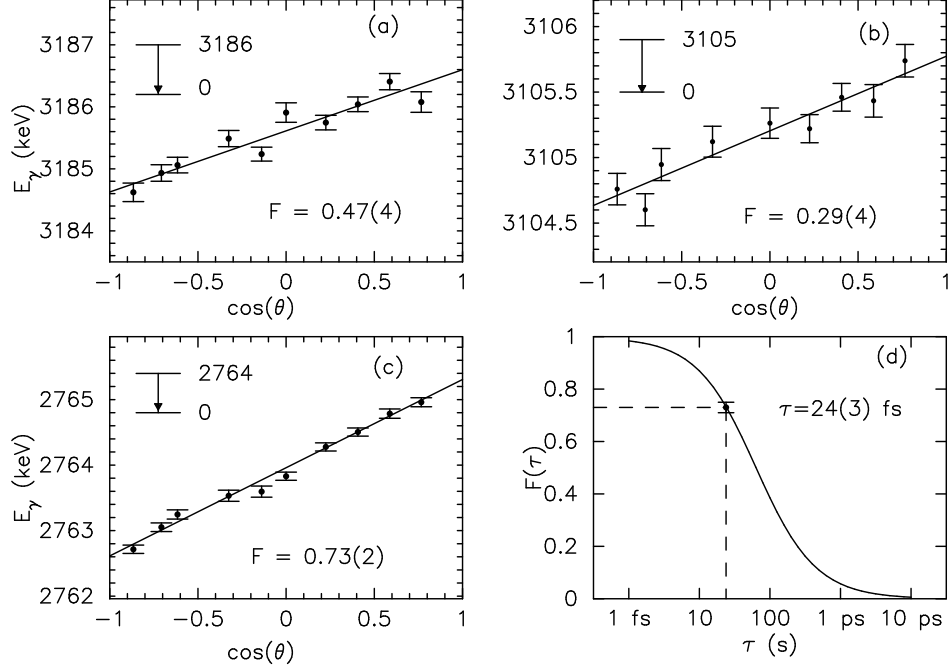 (a)
3187
3186
3185
3184
E_γ (keV)
3186
0
F = 0.47(4)
−1 −0.5 0 0.5 1
cos(θ)
(b)
3106
3105.5
3105
3104.5
3105
0
F = 0.29(4)
−1 −0.5 0 0.5 1
cos(θ)
(c)
2765
2764
2763
2762
E_γ (keV)
2764
0
F = 0.73(2)
−1 −0.5 0 0.5 1
cos(θ)
(d)
1
0.8
0.6
0.4
0.2
0
F(τ)
τ=24(3) fs
1 fs 10 100 1 ps 10 ps
τ (s)